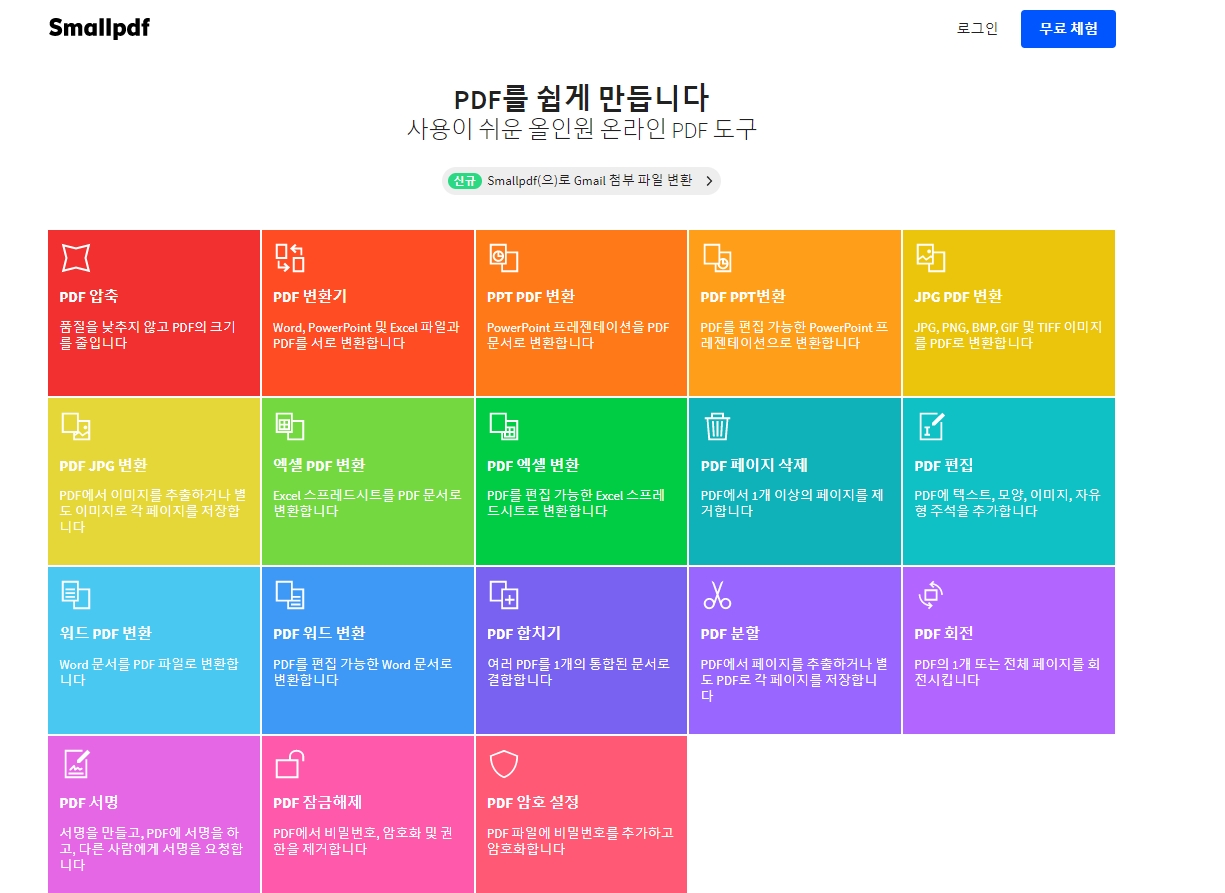 Smallpdf
로그인
무료 체험
PDF를 쉽게 만듭니다
사용이 쉬운 올인원 온라인 PDF 도구
신규 Smallpdf(으)로 Gmail 첨부 파일 변환
PDF 압축
품질을 낮추지 않고 PDF의 크기
를 줄입니다
PDF 변환기
Word, PowerPoint 및 Excel 파일과
PDF를 서로 변환합니다
PPT PDF 변환
PowerPoint 프레젠테이션을 PDF
문서로 변환합니다
PDF PPT변환
PDF를 편집 가능한 PowerPoint 프
레젠테이션으로 변환합니다
JPG PDF 변환
JPG, PNG, BMP, GIF 및 TIFF 이미지
를 PDF로 변환합니다
PDF JPG 변환
PDF에서 이미지를 추출하거나 별
도 이미지로 각 페이지를 저장합
니다
엑셀 PDF 변환
Excel 스프레드시트를 PDF 문서로
변환합니다
PDF 엑셀 변환
PDF를 편집 가능한 Excel 스프레
드시트로 변환합니다
PDF 페이지 삭제
PDF에서 1개 이상의 페이지를 제
거합니다
PDF 편집
PDF에 텍스트, 모양, 이미지, 자유
형 주석을 추가합니다
워드 PDF 변환
Word 문서를 PDF 파일로 변환합
니다
PDF 워드 변환
PDF를 편집 가능한 Word 문서로
변환합니다
PDF 합치기
여러 PDF를 1개의 통합된 문서로
결합합니다
PDF 분할
PDF에서 페이지를 추출하거나 별
도 PDF로 각 페이지를 저장합니
다
PDF 회전
PDF의 1개 또는 전체 페이지를 회
전시킵니다
PDF 서명
서명을 만들고, PDF에 서명을 하
고, 다른 사람에게 서명을 요청합
니다
PDF 잠금해제
PDF에서 비밀번호, 암호화 및 권
한을 제거합니다
PDF 암호 설정
PDF 파일에 비밀번호를 추가하고
암호화합니다